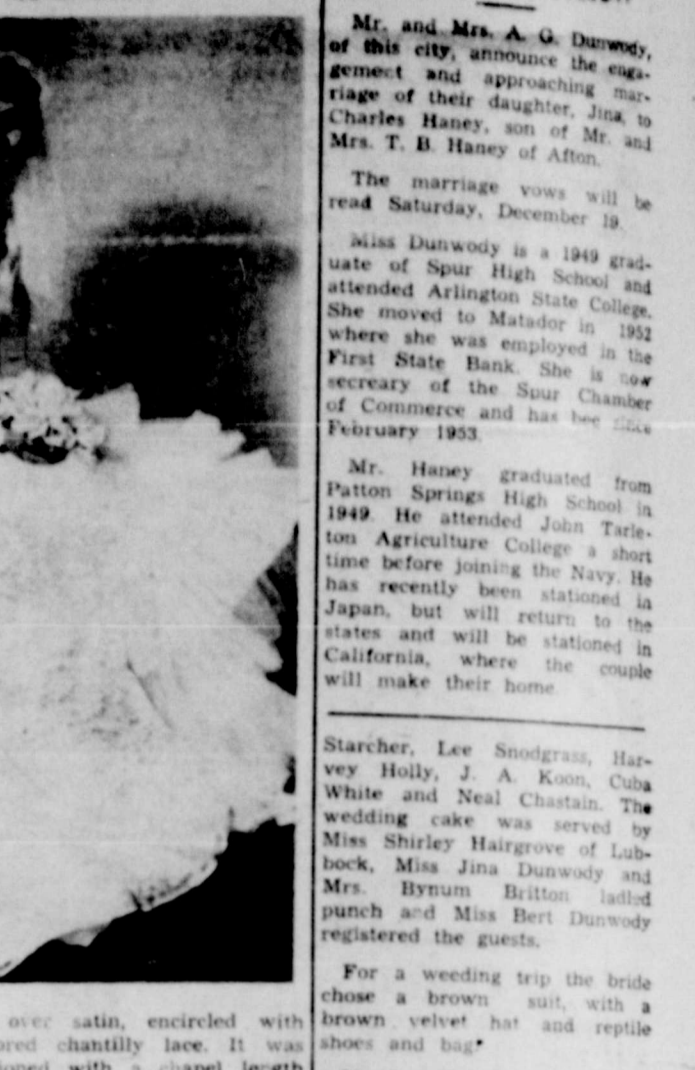 Mr. and Mrs. A. G. Dunwody,
of this city, announce the enga-
gement and approaching mar-
riage of their daughter, Jina, to
Charles Haney, son of Mr. and
Mrs. T. B. Haney of Afton.
The marriage vows will be
read Saturday, December 19.
Miss Dunwody is a 1949 grad-
uate of Spur High School and
attended Arlington State College.
She moved to Matador in 1952
where she was employed in the
First State Bank. She is now
secreary of the Spur Chamber
of Commerce and has bee since
February 1953.
Mr. Haney graduated from
Patton Springs High School in
1949. He attended John Tarle-
ton Agriculture College a short
time before joining the Navy. He
has recently been stationed in
Japan, but will return to the
states and will be stationed in
California, where the couple
will make their home.
Starcher, Lee Snodgrass, Har-
vey Holly, J. A. Koon, Cuba
White and Neal Chastain. The
wedding cake was served by
Miss Shirley Hairgrove of Lub-
bock, Miss Jina Dunwody and
Mrs. Bynum Britton ladled
punch and Miss Bert Dunwody
registered the guests.
For a weeding trip the bride
chose a brown suit, with a
brown velvet hat and reptile
shoes and bag.
over satin, encircled with
ored chantilly lace. It was
ioned with a chapel length